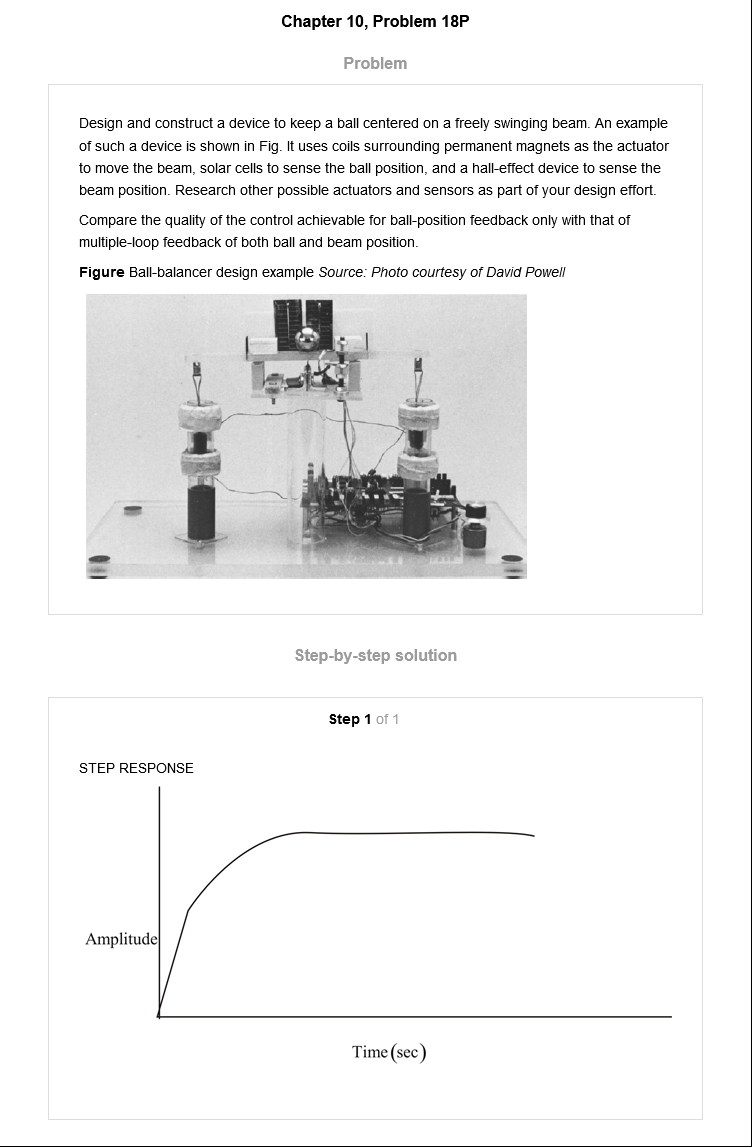 Chapter 10, Problem 18P
Problem
Design and construct a device to keep a ball centered on a freely swinging beam. An example
of such a device is shown in Fig. It uses coils surrounding permanent magnets as the actuator
to move the beam, solar cells to sense the ball position, and a hall-effect device to sense the
beam position. Research other possible actuators and sensors as part of your design effort.
Compare the quality of the control achievable for ball-position feedback only with that of
multiple-loop feedback of both ball and beam position.
Figure Ball-balancer design example Source: Photo courtesy of David Powell
Step-by-step solution
Step 1 of 1
STEP RESPONSE
Amplitude
Time(sec)